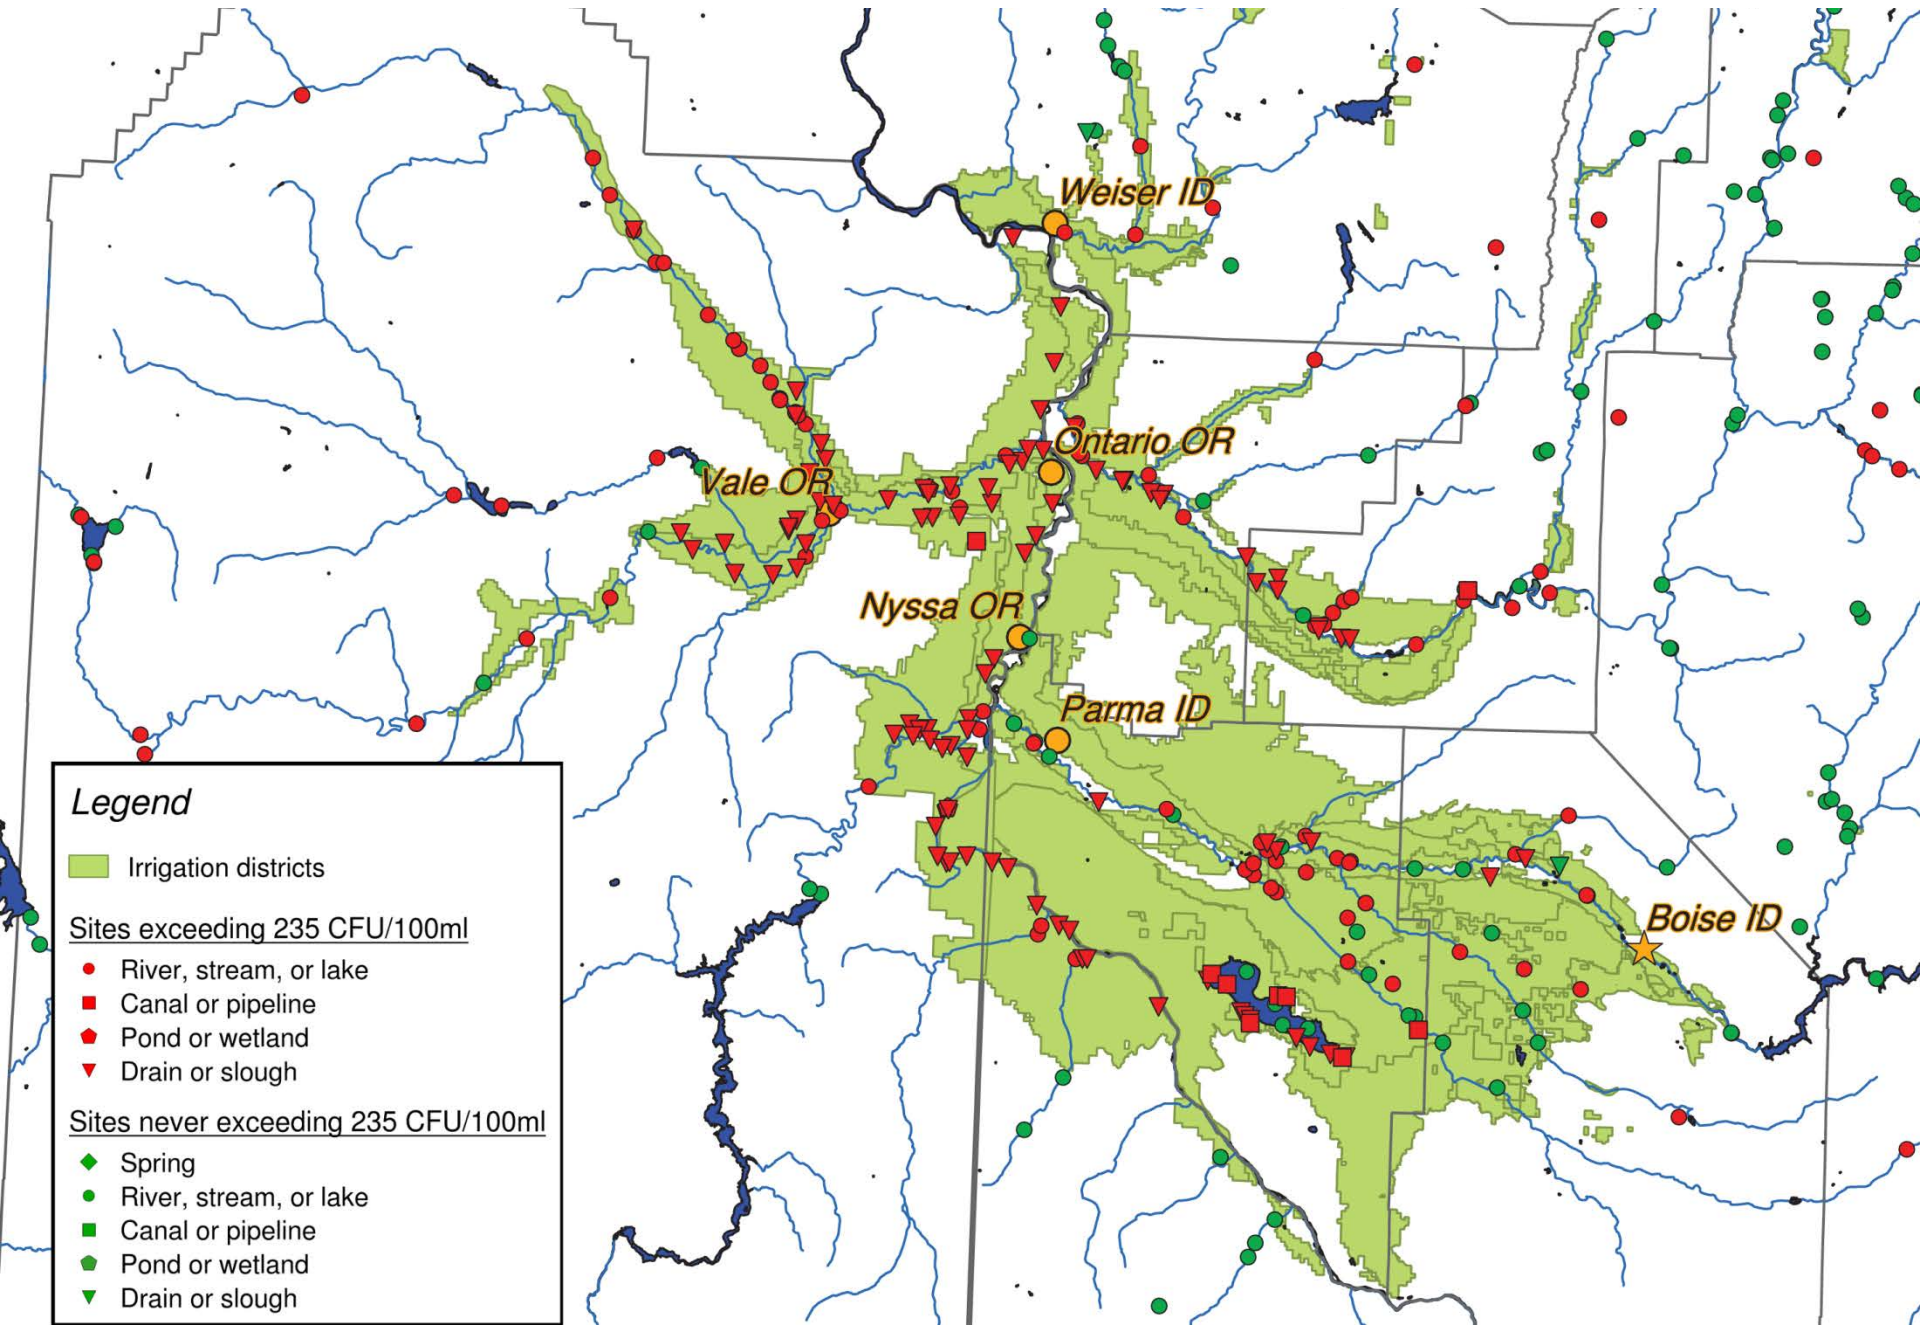 Weiser ID
Ontario OR
Vale OR
Nyssa OR
Parma ID
Boise ID
Legend
Irrigation districts
Sites exceeding 235 CFU/100ml
River, stream, or lake
Canal or pipeline
Pond or wetland
Drain or slough
Sites never exceeding 235 CFU/100ml
Spring
River, stream, or lake
Canal or pipeline
Pond or wetland
Drain or slough